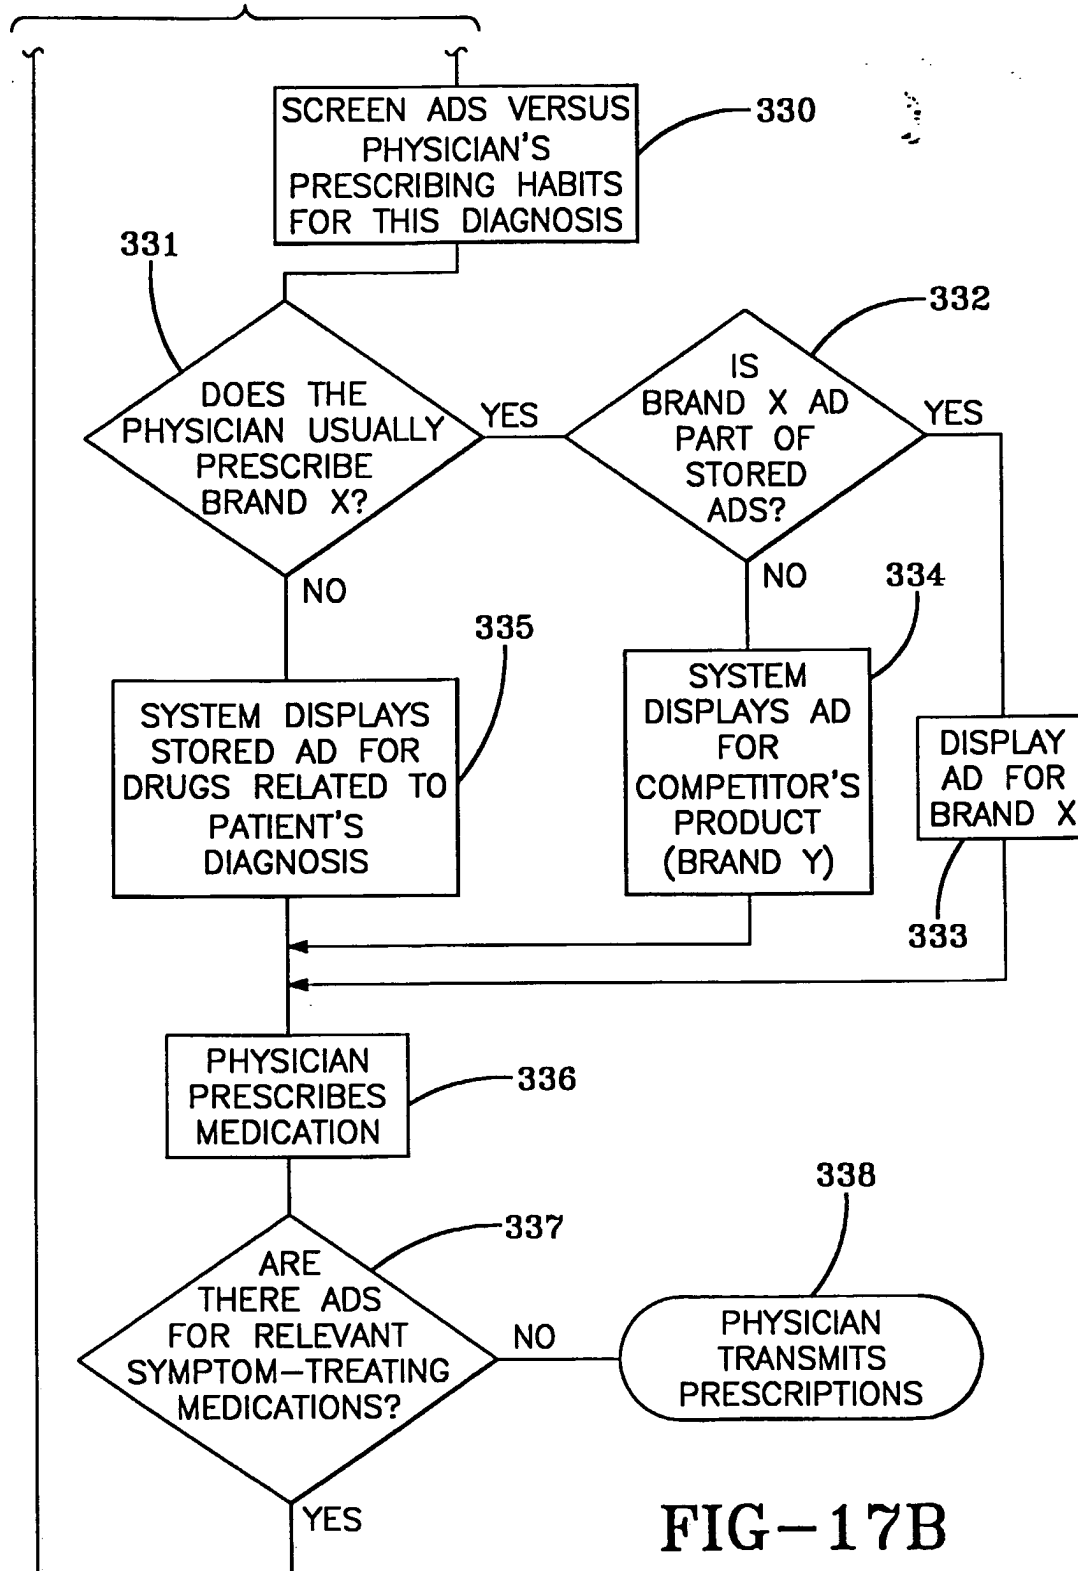 SCREEN ADS VERSUS
PHYSICIAN'S
PRESCRIBING HABITS
FOR THIS DIAGNOSIS
330
331
DOES THE
PHYSICIAN USUALLY
PRESCRIBE
BRAND X?
YES
NO
332
IS
BRAND X AD
PART OF
STORED
ADS?
YES
NO
334
335
SYSTEM DISPLAYS
STORED AD FOR
DRUGS RELATED TO
PATIENT'S
DIAGNOSIS
SYSTEM
DISPLAYS AD
FOR
COMPETITOR'S
PRODUCT
(BRAND Y)
DISPLAY
AD FOR
BRAND X
333
PHYSICIAN
PRESCRIBES
MEDICATION
336
337
ARE
THERE ADS
FOR RELEVANT
SYMPTOM-TREATING
MEDICATIONS?
NO
YES
338
PHYSICIAN
TRANSMITS
PRESCRIPTIONS
FIG-17B